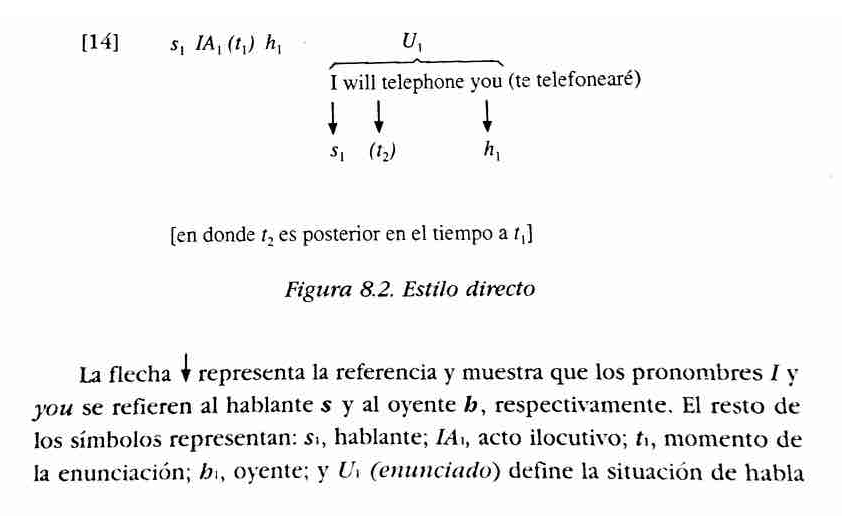 [14] s₁ IA₁ (t₁) h₁ U₁
I will telephone you (te telefonearé)
s₁ (t₂) h₁
[en donde t₂ es posterior en el tiempo a t₁]
Figura 8.2. Estilo directo
La flecha ↓ representa la referencia y muestra que los pronombres I y
you se refieren al hablante s y al oyente h, respectivamente. El resto de
los símbolos representan: s₁, hablante; IA₁, acto ilocutivo; t₁, momento de
la enunciación; h₁, oyente; y U₁ (enunciado) define la situación de habla